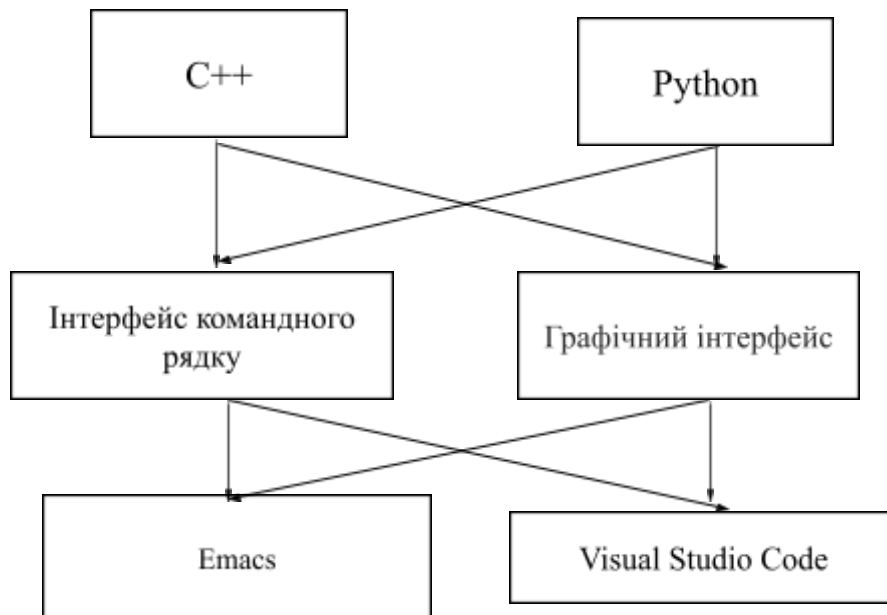 C++
Python
Інтерфейс командного
рядку
Графічний інтерфейс
Emacs
Visual Studio Code